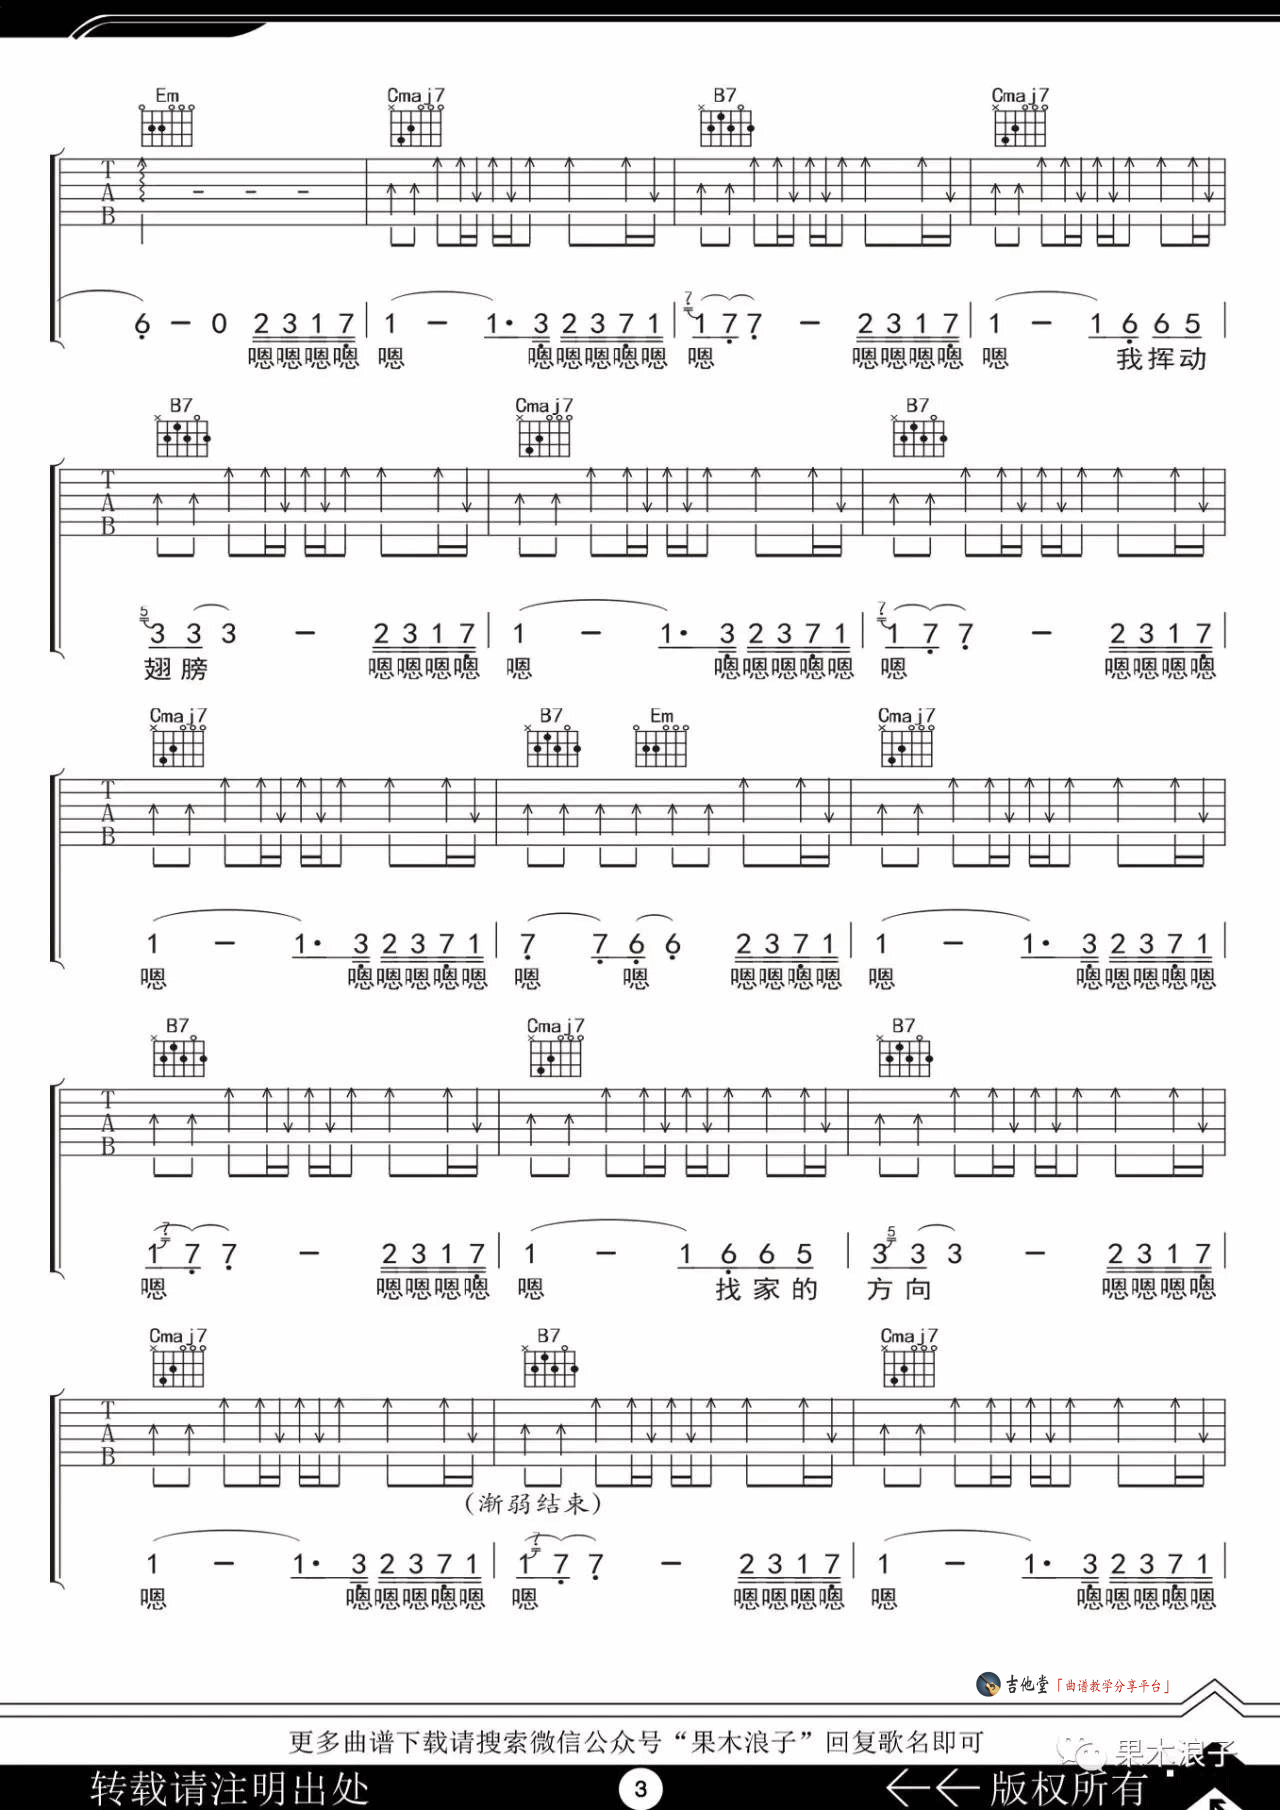 Em Cmaj7 B7 Cmaj7
T
A
B
6 - 0 2 3 1 7 | 1 - 1· 3 2 3 7 1 | 7 1 7 7 - 2 3 1 7 | 1 - 1 6 6 5 |
嗯嗯嗯嗯 嗯 嗯嗯嗯嗯嗯 嗯 嗯嗯嗯嗯 嗯 我挥动
B7 Cmaj7 B7
T
A
B
5 3 3 3 - 2 3 1 7 | 1 - 1· 3 2 3 7 1 | 7 1 7 7 - 2 3 1 7 |
翅膀 嗯嗯嗯嗯 嗯 嗯嗯嗯嗯嗯 嗯 嗯嗯嗯嗯
Cmaj7 B7 Em Cmaj7
T
A
B
1 - 1· 3 2 3 7 1 | 7 7 6 6 2 3 7 1 | 1 - 1· 3 2 3 7 1 |
嗯 嗯嗯嗯嗯嗯 嗯 嗯 嗯嗯嗯嗯 嗯 嗯嗯嗯嗯嗯
B7 Cmaj7 B7
T
A
B
1 7 7 7 - 2 3 1 7 | 1 - 1 6 6 5 | 3 5 3 3 - 2 3 1 7 |
嗯 嗯嗯嗯嗯 嗯 找家的 方向 嗯嗯嗯嗯
Cmaj7 B7 Cmaj7
T
A
B
(渐弱结束)
1 - 1· 3 2 3 7 1 | 1 7 7 7 - 2 3 1 7 | 1 - 1· 3 2 3 7 1 |
嗯 嗯嗯嗯嗯嗯 嗯 嗯嗯嗯嗯 嗯 嗯嗯嗯嗯嗯
吉他堂「曲谱教学分享平台」
更多曲谱下载请搜索微信公众号“果木浪子”回复歌名即可
果木浪子
转载请注明出处 3 版权所有